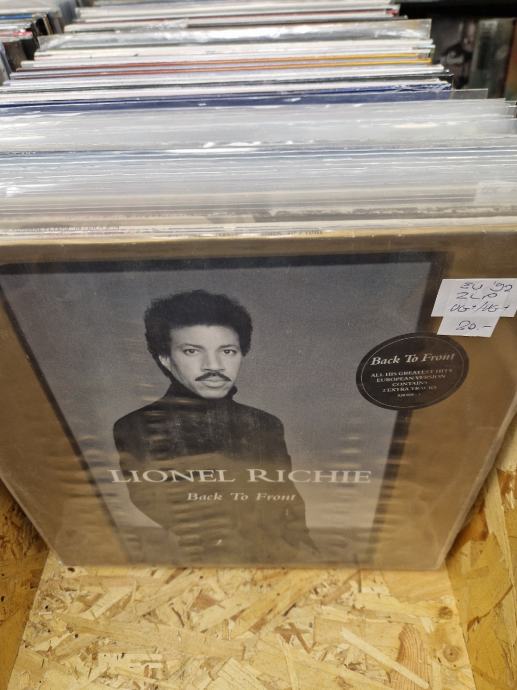 EU '92
2LP
VG+/VG+
80.-
Back To Front
ALL HIS GREATEST HITS
EUROPEAN VERSION
CONTAINS
2 EXTRA TRACKS
LIONEL RICHIE
Back To Front